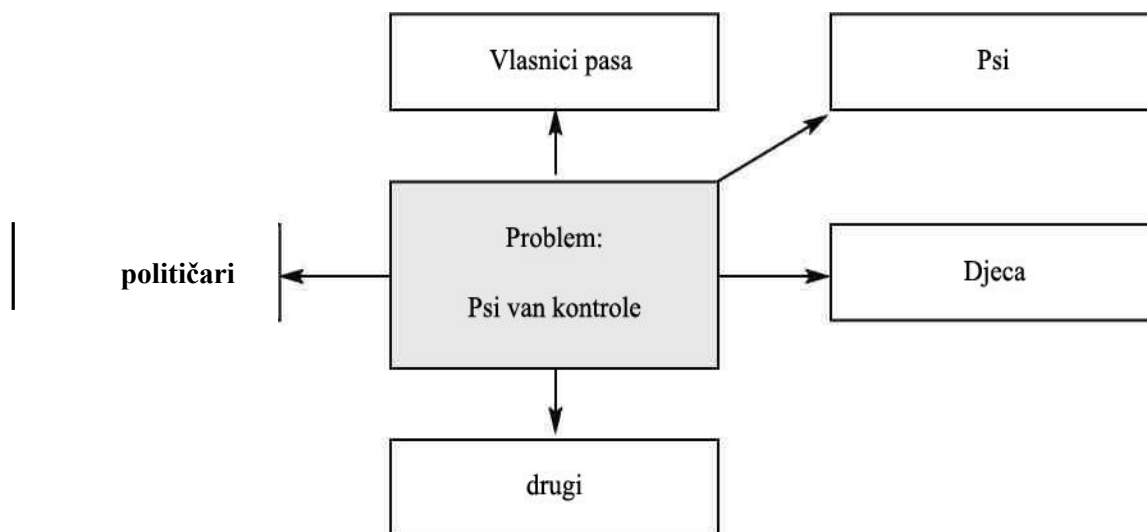 Vlasnici pasa
Psi
Problem:
Psi van kontrole
političari
Djeca
drugi